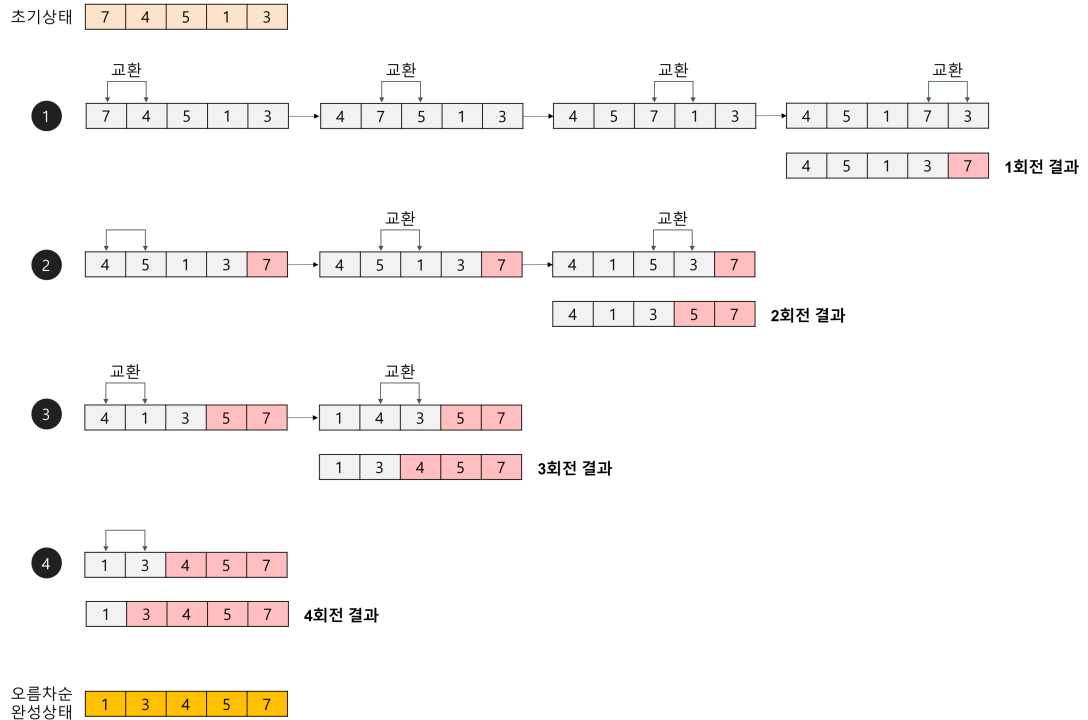 초기상태 7 4 5 1 3
교환 교환 교환 교환
1 7 4 5 1 3 4 7 5 1 3 4 5 7 1 3 4 5 1 7 3
4 5 1 3 7 1회전 결과
교환 교환
2 4 5 1 3 7 4 5 1 3 7 4 1 5 3 7
4 1 3 5 7 2회전 결과
교환 교환
3 4 1 3 5 7 1 4 3 5 7
1 3 4 5 7 3회전 결과
4 1 3 4 5 7
1 3 4 5 7 4회전 결과
오름차순
완성상태 1 3 4 5 7